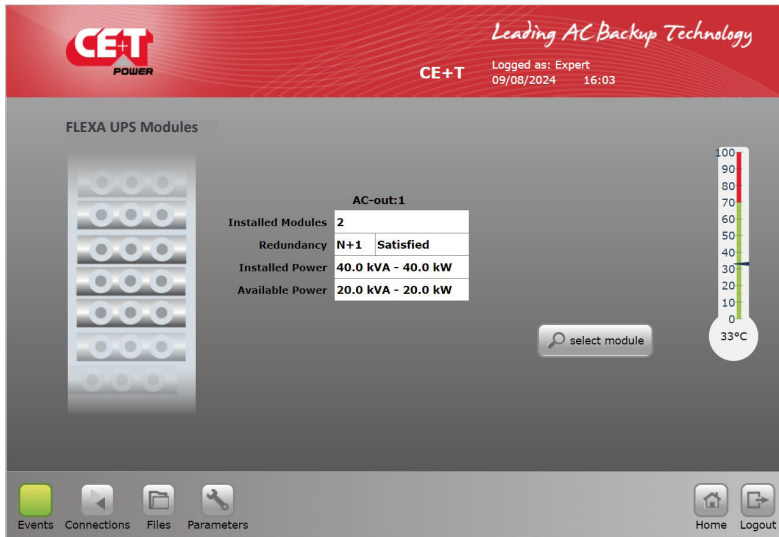 CE+T
POWER
Leading AC Backup Technology
CE+T
Logged as: Expert
09/08/2024 16:03
FLEXA UPS Modules
AC-out:1
Installed Modules 2
Redundancy N+1 Satisfied
Installed Power 40.0 kVA - 40.0 kW
Available Power 20.0 kVA - 20.0 kW
select module
100
90
80
70
60
50
40
30
20
10
0
33°C
Events Connections Files Parameters Home Logout